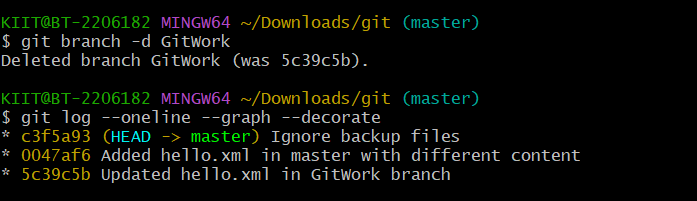 KIIT@BT-2206182 MINGW64 ~/Downloads/git (master)
$ git branch -d GitWork
Deleted branch GitWork (was 5c39c5b).
KIIT@BT-2206182 MINGW64 ~/Downloads/git (master)
$ git log --oneline --graph --decorate
* c3f5a93 (HEAD -> master) Ignore backup files
* 0047af6 Added hello.xml in master with different content
* 5c39c5b Updated hello.xml in GitWork branch